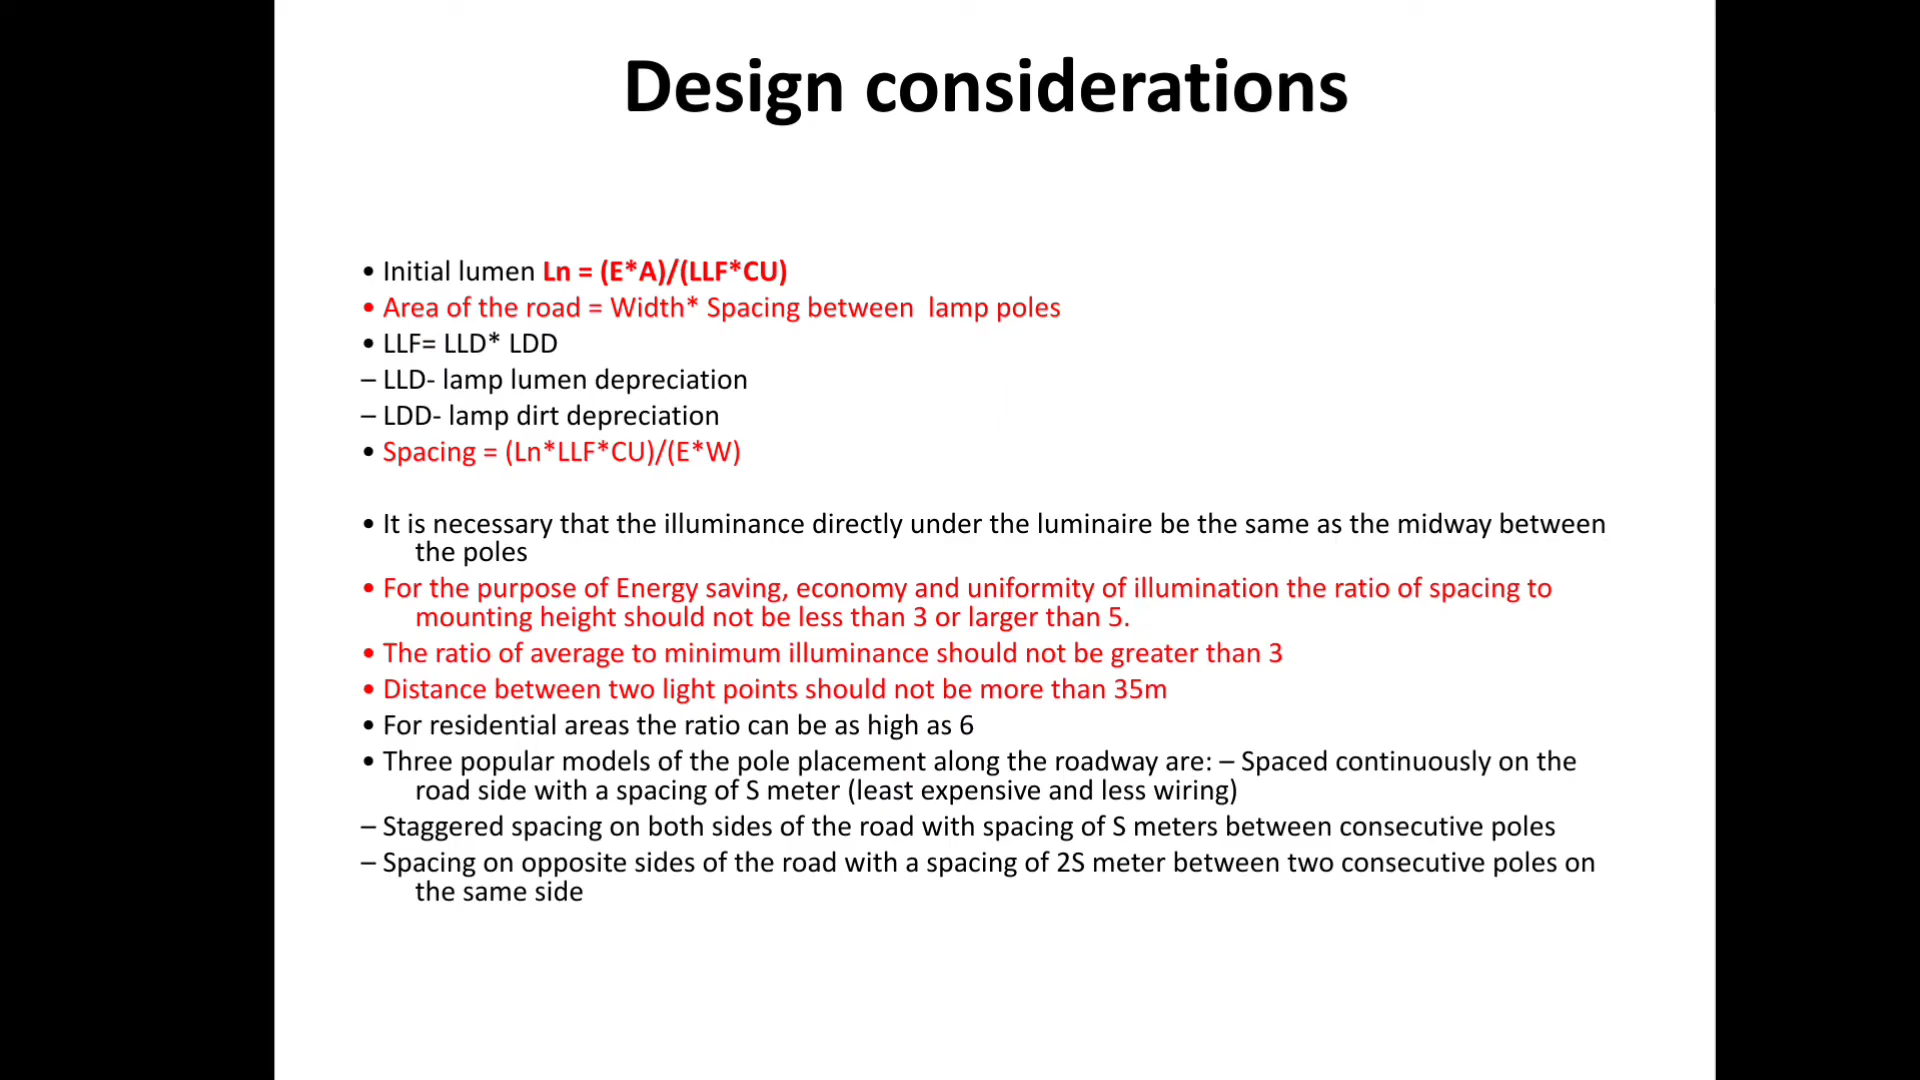 Design considerations
• Initial lumen Ln = (E*A)/(LLF*CU)
• Area of the road = Width* Spacing between  lamp poles
• LLF= LLD* LDD
– LLD- lamp lumen depreciation
– LDD- lamp dirt depreciation
• Spacing = (Ln*LLF*CU)/(E*W)
• It is necessary that the illuminance directly under the luminaire be the same as the midway between
the poles
• For the purpose of Energy saving, economy and uniformity of illumination the ratio of spacing to
mounting height should not be less than 3 or larger than 5.
• The ratio of average to minimum illuminance should not be greater than 3
• Distance between two light points should not be more than 35m
• For residential areas the ratio can be as high as 6
• Three popular models of the pole placement along the roadway are: – Spaced continuously on the
road side with a spacing of S meter (least expensive and less wiring)
– Staggered spacing on both sides of the road with spacing of S meters between consecutive poles
– Spacing on opposite sides of the road with a spacing of 2S meter between two consecutive poles on
the same side